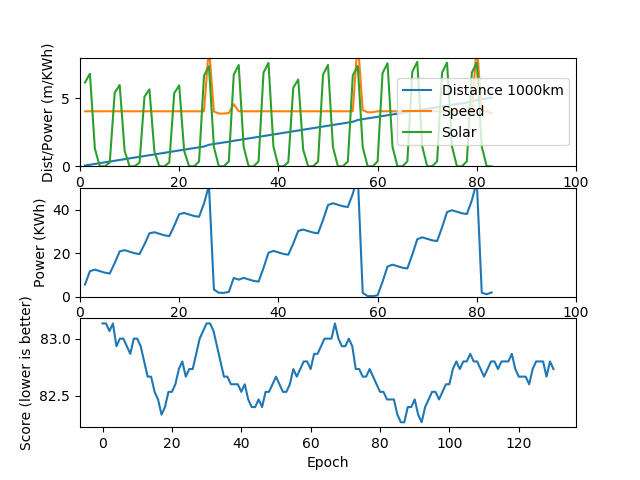 Dist/Power (m/KWh)
5
0
Distance 1000km
Speed
Solar
0 20 40 60 80 100
Power (KWh)
40
20
0
0 20 40 60 80 100
Score (lower is better)
83.0
82.5
0 20 40 60 80 100 120
Epoch